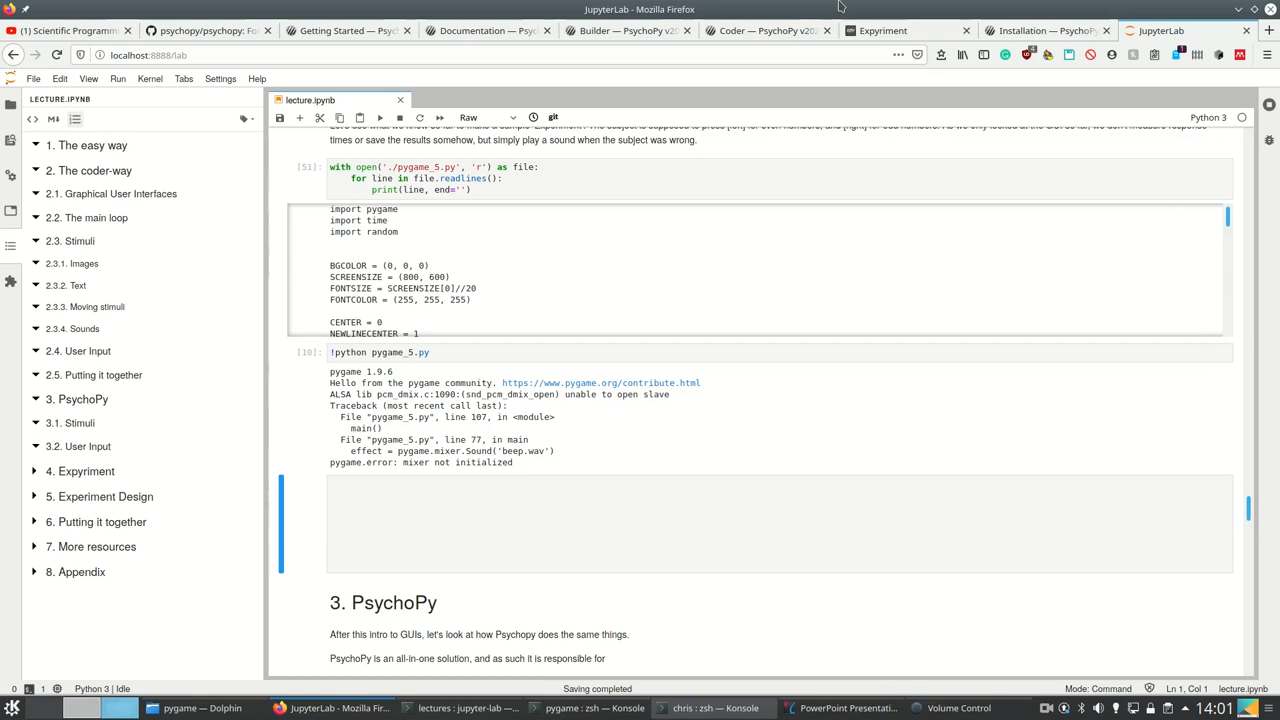 JupyterLab - Mozilla Firefox
(1) Scientific Programm
psychopy/psychopy: Fo
Getting Started — Psych
Documentation — Psyc
Builder — PsychoPy v20
Coder — PsychoPy v202
Expyriment
Installation — PsychoPy
JupyterLab
localhost:8888/lab
File Edit View Run Kernel Tabs Settings Help
LECTURE.IPYNB
lecture.ipynb
Raw
git
Python 3
1. The easy way
2. The coder-way
2.1. Graphical User Interfaces
2.2. The main loop
2.3. Stimuli
2.3.1. Images
2.3.2. Text
2.3.3. Moving stimuli
2.3.4. Sounds
2.4. User Input
2.5. Putting it together
3. PsychoPy
3.1. Stimuli
3.2. User Input
4. Expyriment
5. Experiment Design
6. Putting it together
7. More resources
8. Appendix
times or save the results somehow, but simply play a sound when the subject was wrong.
[51]: with open('./pygame_5.py', 'r') as file:
for line in file.readlines():
print(line, end='')
import pygame
import time
import random
BGCOLOR = (0, 0, 0)
SCREENSIZE = (800, 600)
FONTSIZE = SCREENSIZE[0]//20
FONTCOLOR = (255, 255, 255)
CENTER = 0
NEWLINECENTER = 1
[10]: !python pygame_5.py
pygame 1.9.6
Hello from the pygame community. https://www.pygame.org/contribute.html
ALSA lib pcm_dmix.c:1090:(snd_pcm_dmix_open) unable to open slave
Traceback (most recent call last):
File "pygame_5.py", line 107, in <module>
main()
File "pygame_5.py", line 77, in main
effect = pygame.mixer.Sound('beep.wav')
pygame.error: mixer not initialized
3. PsychoPy
After this intro to GUIs, let's look at how Psychopy does the same things.
PsychoPy is an all-in-one solution, and as such it is responsible for
0 1 Python 3 | Idle
Saving completed
Mode: Command
Ln 1, Col 1
lecture.ipynb
pygame — Dolphin
JupyterLab - Mozilla Fir...
lectures : jupyter-lab —...
pygame : zsh — Konsole
chris : zsh — Konsole
PowerPoint Presentati...
Volume Control
14:01